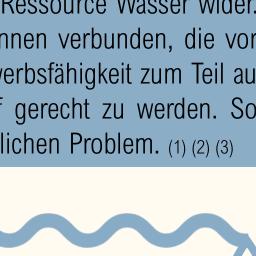 Ressource Wasser wider.
nnen verbunden, die vor
werbsfähigkeit zum Teil au
gerecht zu werden. So
lichen Problem. (1) (2) (3)